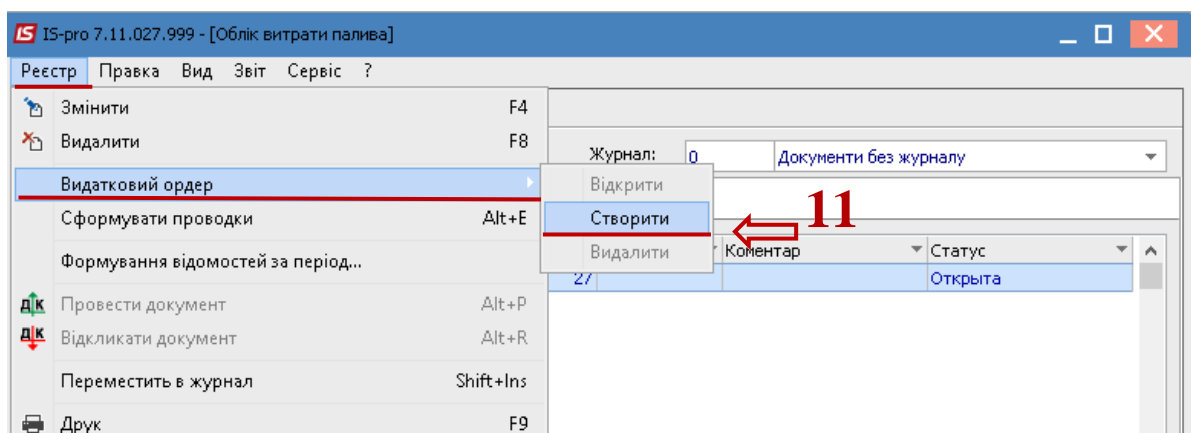 IS IS-pro 7.11.027.999 - [Облік витрати палива]
Реєстр Правка Вид Звіт Сервіс ?
Змінити F4
Видалити F8
Журнал: 0 Документи без журналу
Видатковий ордер
Відкрити
Сформувати проводки Alt+E
Створити
11
Формування відомостей за період...
Видалити
Коментар Статус
27 Открыта
ДК Провести документ Alt+P
ДК Відкликати документ Alt+R
Переместить в журнал Shift+Ins
Друк F9